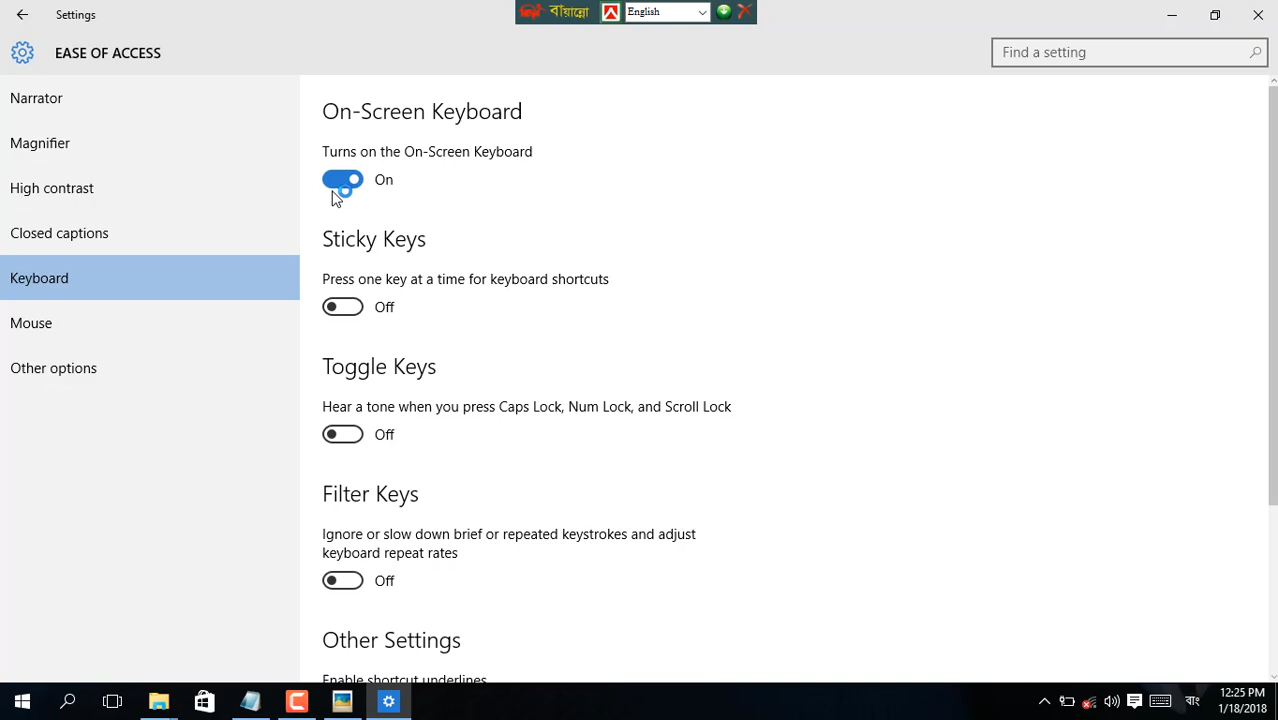 Settings
বায়ান্নো
English
EASE OF ACCESS
Find a setting
Narrator
Magnifier
High contrast
Closed captions
Keyboard
Mouse
Other options
On-Screen Keyboard
Turns on the On-Screen Keyboard
On
Sticky Keys
Press one key at a time for keyboard shortcuts
Off
Toggle Keys
Hear a tone when you press Caps Lock, Num Lock, and Scroll Lock
Off
Filter Keys
Ignore or slow down brief or repeated keystrokes and adjust
keyboard repeat rates
Off
Other Settings
Enable shortcut underlines
বাং
12:25 PM
1/18/2018